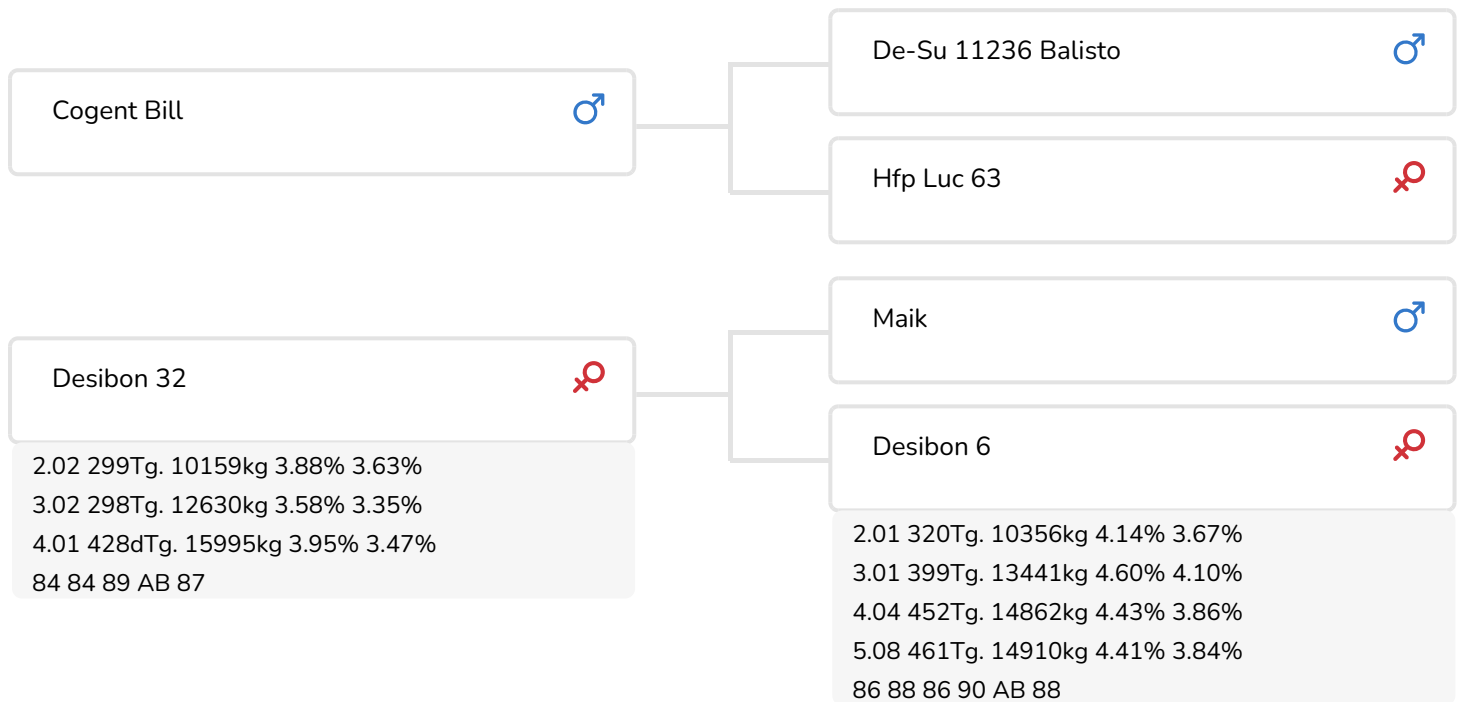 Cogent Bill
De-Su 11236 Balisto
Hfp Luc 63
Desibon 32
2.02 299Tg. 10159kg 3.88% 3.63%
3.02 298Tg. 12630kg 3.58% 3.35%
4.01 428dTg. 15995kg 3.95% 3.47%
84 84 89 AB 87
Maik
Desibon 6
2.01 320Tg. 10356kg 4.14% 3.67%
3.01 399Tg. 13441kg 4.60% 4.10%
4.04 452Tg. 14862kg 4.43% 3.86%
5.08 461Tg. 14910kg 4.41% 3.84%
86 88 86 90 AB 88